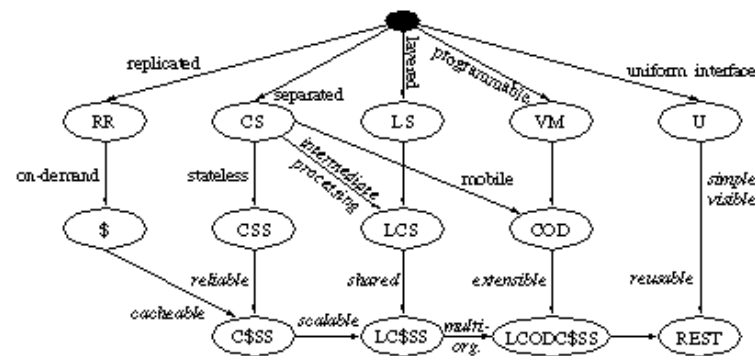 replicated
separated
layered
programmable
uniform interface
RR
CS
LS
VM
U
on-demand
stateless
intermediate
processing
mobile
simple
visible
$
CSS
LCS
COD
cacheable
reliable
shared
extensible
reusable
C$SS
scalable
LC$SS
multi-
org.
LCODC$SS
REST